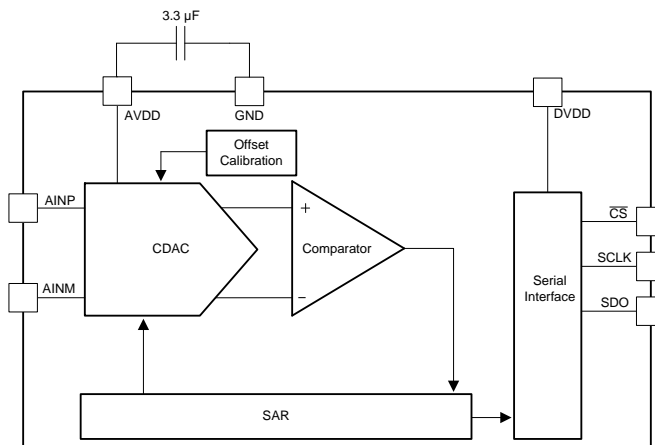 3.3 µF
AVDD
GND
DVDD
Offset
Calibration
AINP
CDAC
+
Comparator
CS
SCLK
AINM
−
Serial
Interface
SDO
SAR